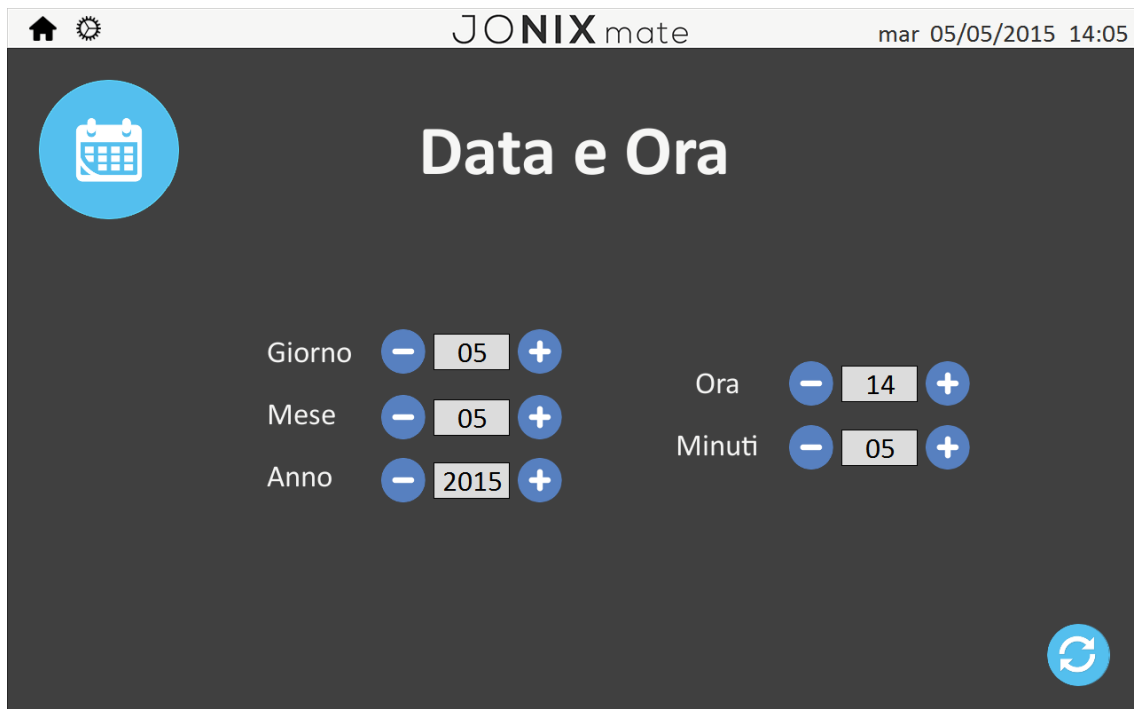 JONIX mate
mar 05/05/2015 14:05
Data e Ora
Giorno 05
Mese 05
Anno 2015
Ora 14
Minuti 05